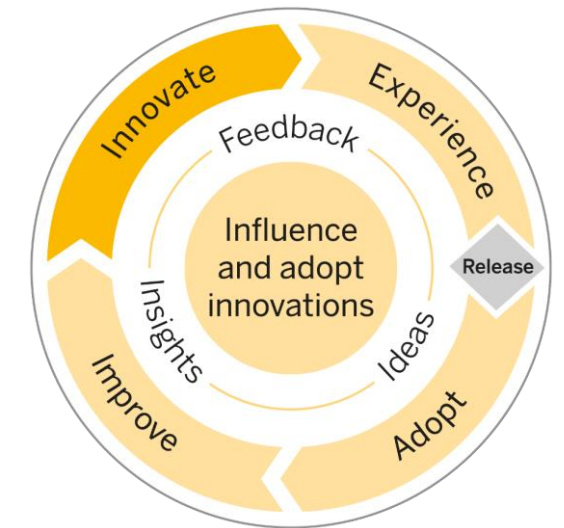 Innovate
Experience
Release
Adopt
Improve
Feedback
Ideas
Insights
Influence
and adopt
innovations